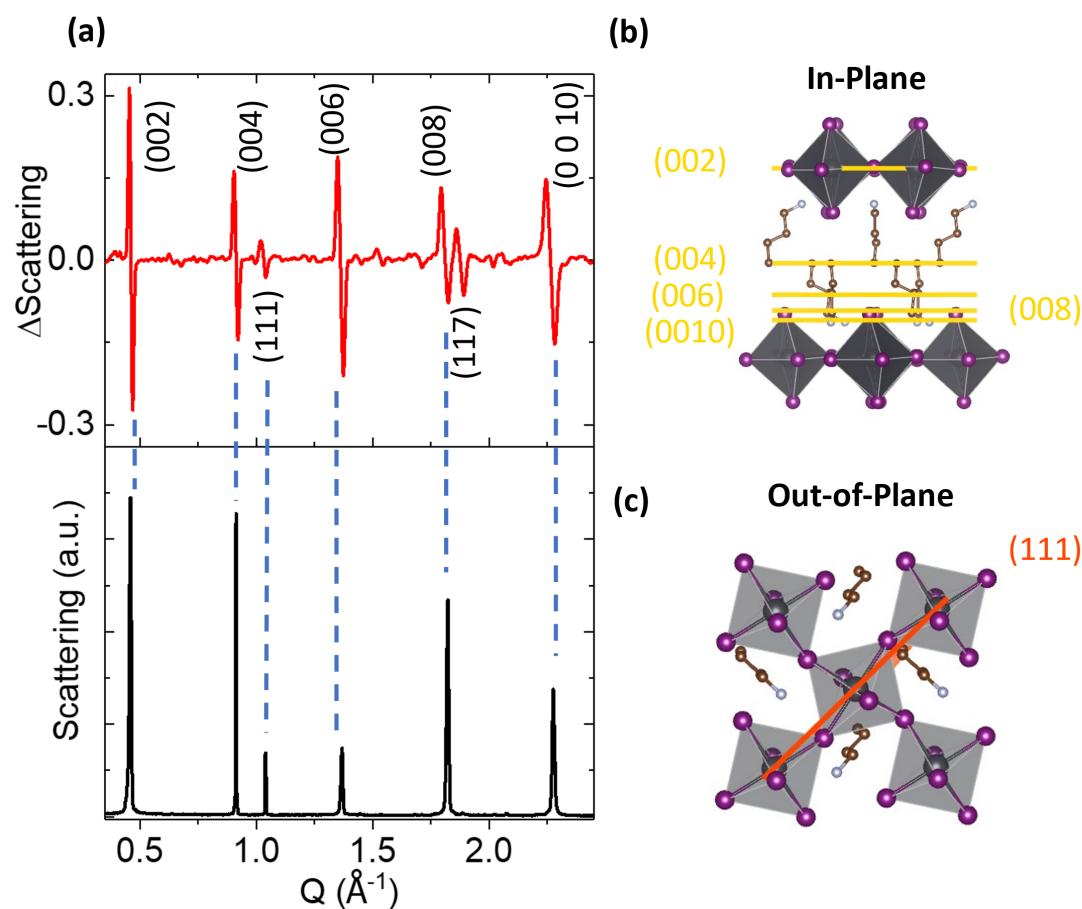 (a)
0.3
0.0
-0.3
ΔScattering
(002)
(004)
(111)
(006)
(008)
(117)
(0 0 10)
Scattering (a.u.)
0.5
1.0
1.5
2.0
Q (Å-1)
(b)
In-Plane
(002)
(004)
(006)
(008)
(0010)
(c)
Out-of-Plane
(111)